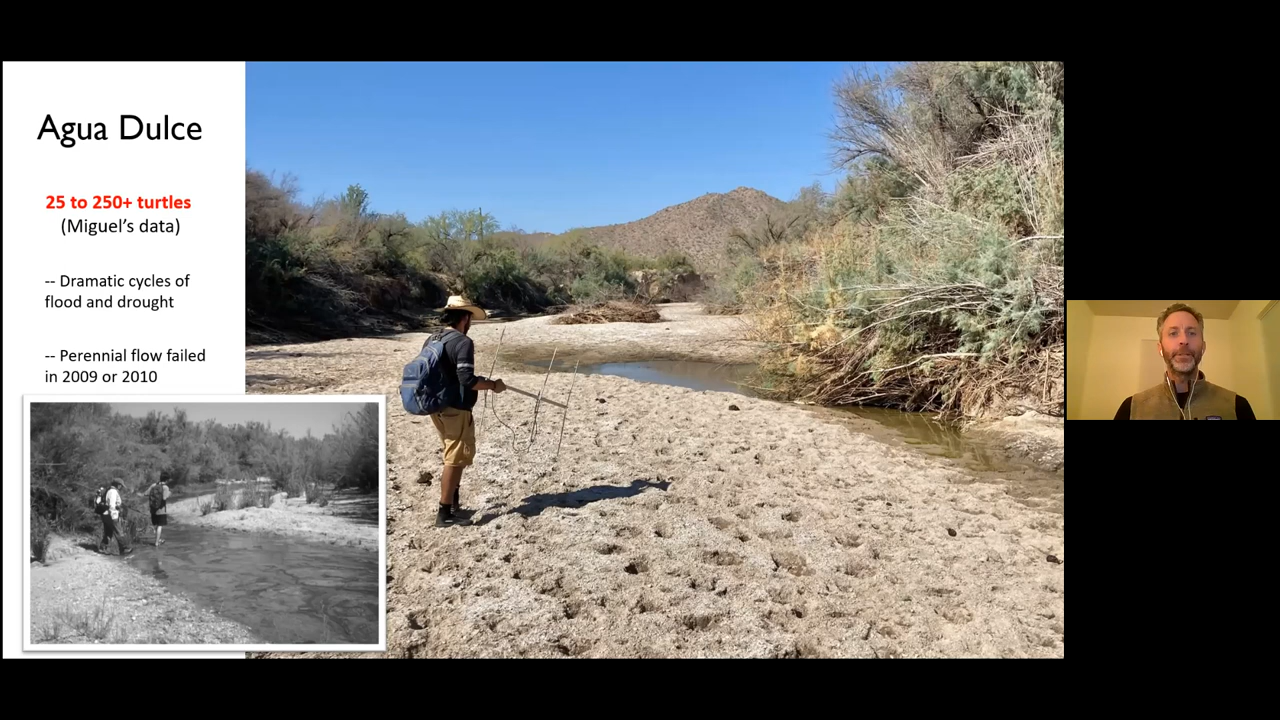 Agua Dulce
25 to 250+ turtles
(Miguel's data)
-- Dramatic cycles of
flood and drought
-- Perennial flow failed
in 2009 or 2010